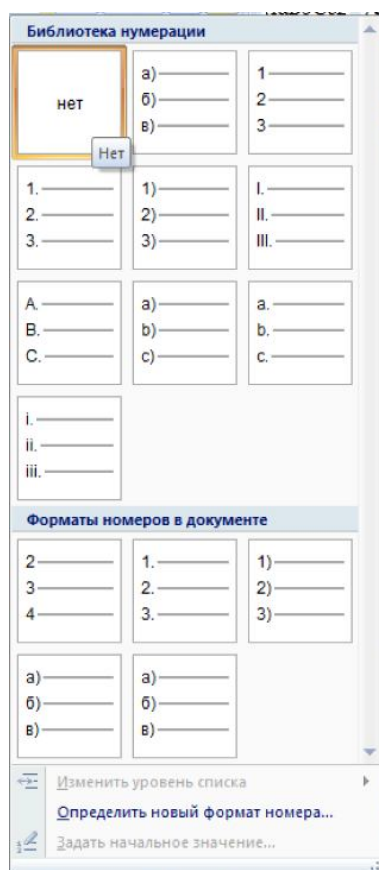 Библиотека нумерации
нет
а)
б)
в)
1
2
3
Нет
1.
2.
3.
1)
2)
3)
I.
II.
III.
A.
B.
C.
a)
b)
c)
a.
b.
c.
i.
ii.
iii.
Форматы номеров в документе
2
3
4
1.
2.
3.
1)
2)
3)
а)
б)
в)
а)
б)
в)
Изменить уровень списка
Определить новый формат номера...
Задать начальное значение...